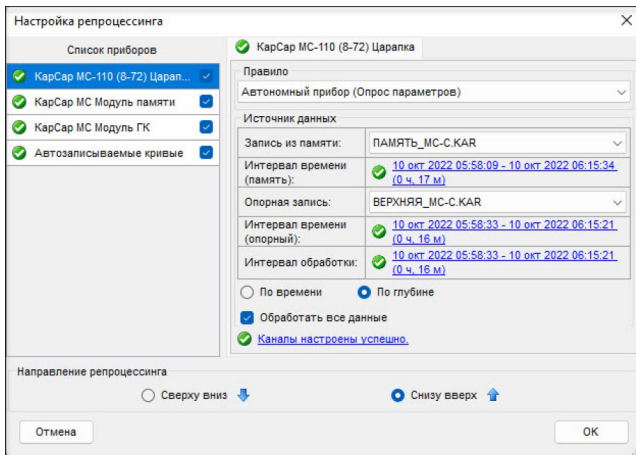 Настройка репроцессинга
Список приборов
КарСар МС-110 (8-72) Царап...
КарСар МС Модуль памяти
КарСар МС Модуль ГК
Автозаписываемые кривые
КарСар МС-110 (8-72) Царапка
Правило
Автономный прибор (Опрос параметров)
Источник данных
Запись из памяти: ПАМЯТЬ_МС-С.KAR
Интервал времени (память): 10 окт 2022 05:58:09 - 10 окт 2022 06:15:34
(0 ч, 17 м)
Опорная запись: ВЕРХНЯЯ_МС-С.KAR
Интервал времени (опорный): 10 окт 2022 05:58:33 - 10 окт 2022 06:15:21
(0 ч, 16 м)
Интервал обработки: 10 окт 2022 05:58:33 - 10 окт 2022 06:15:21
(0 ч, 16 м)
По времени По глубине
Обработать все данные
Каналы настроены успешно.
Направление репроцессинга
Сверху вниз Снизу вверх
Отмена OK